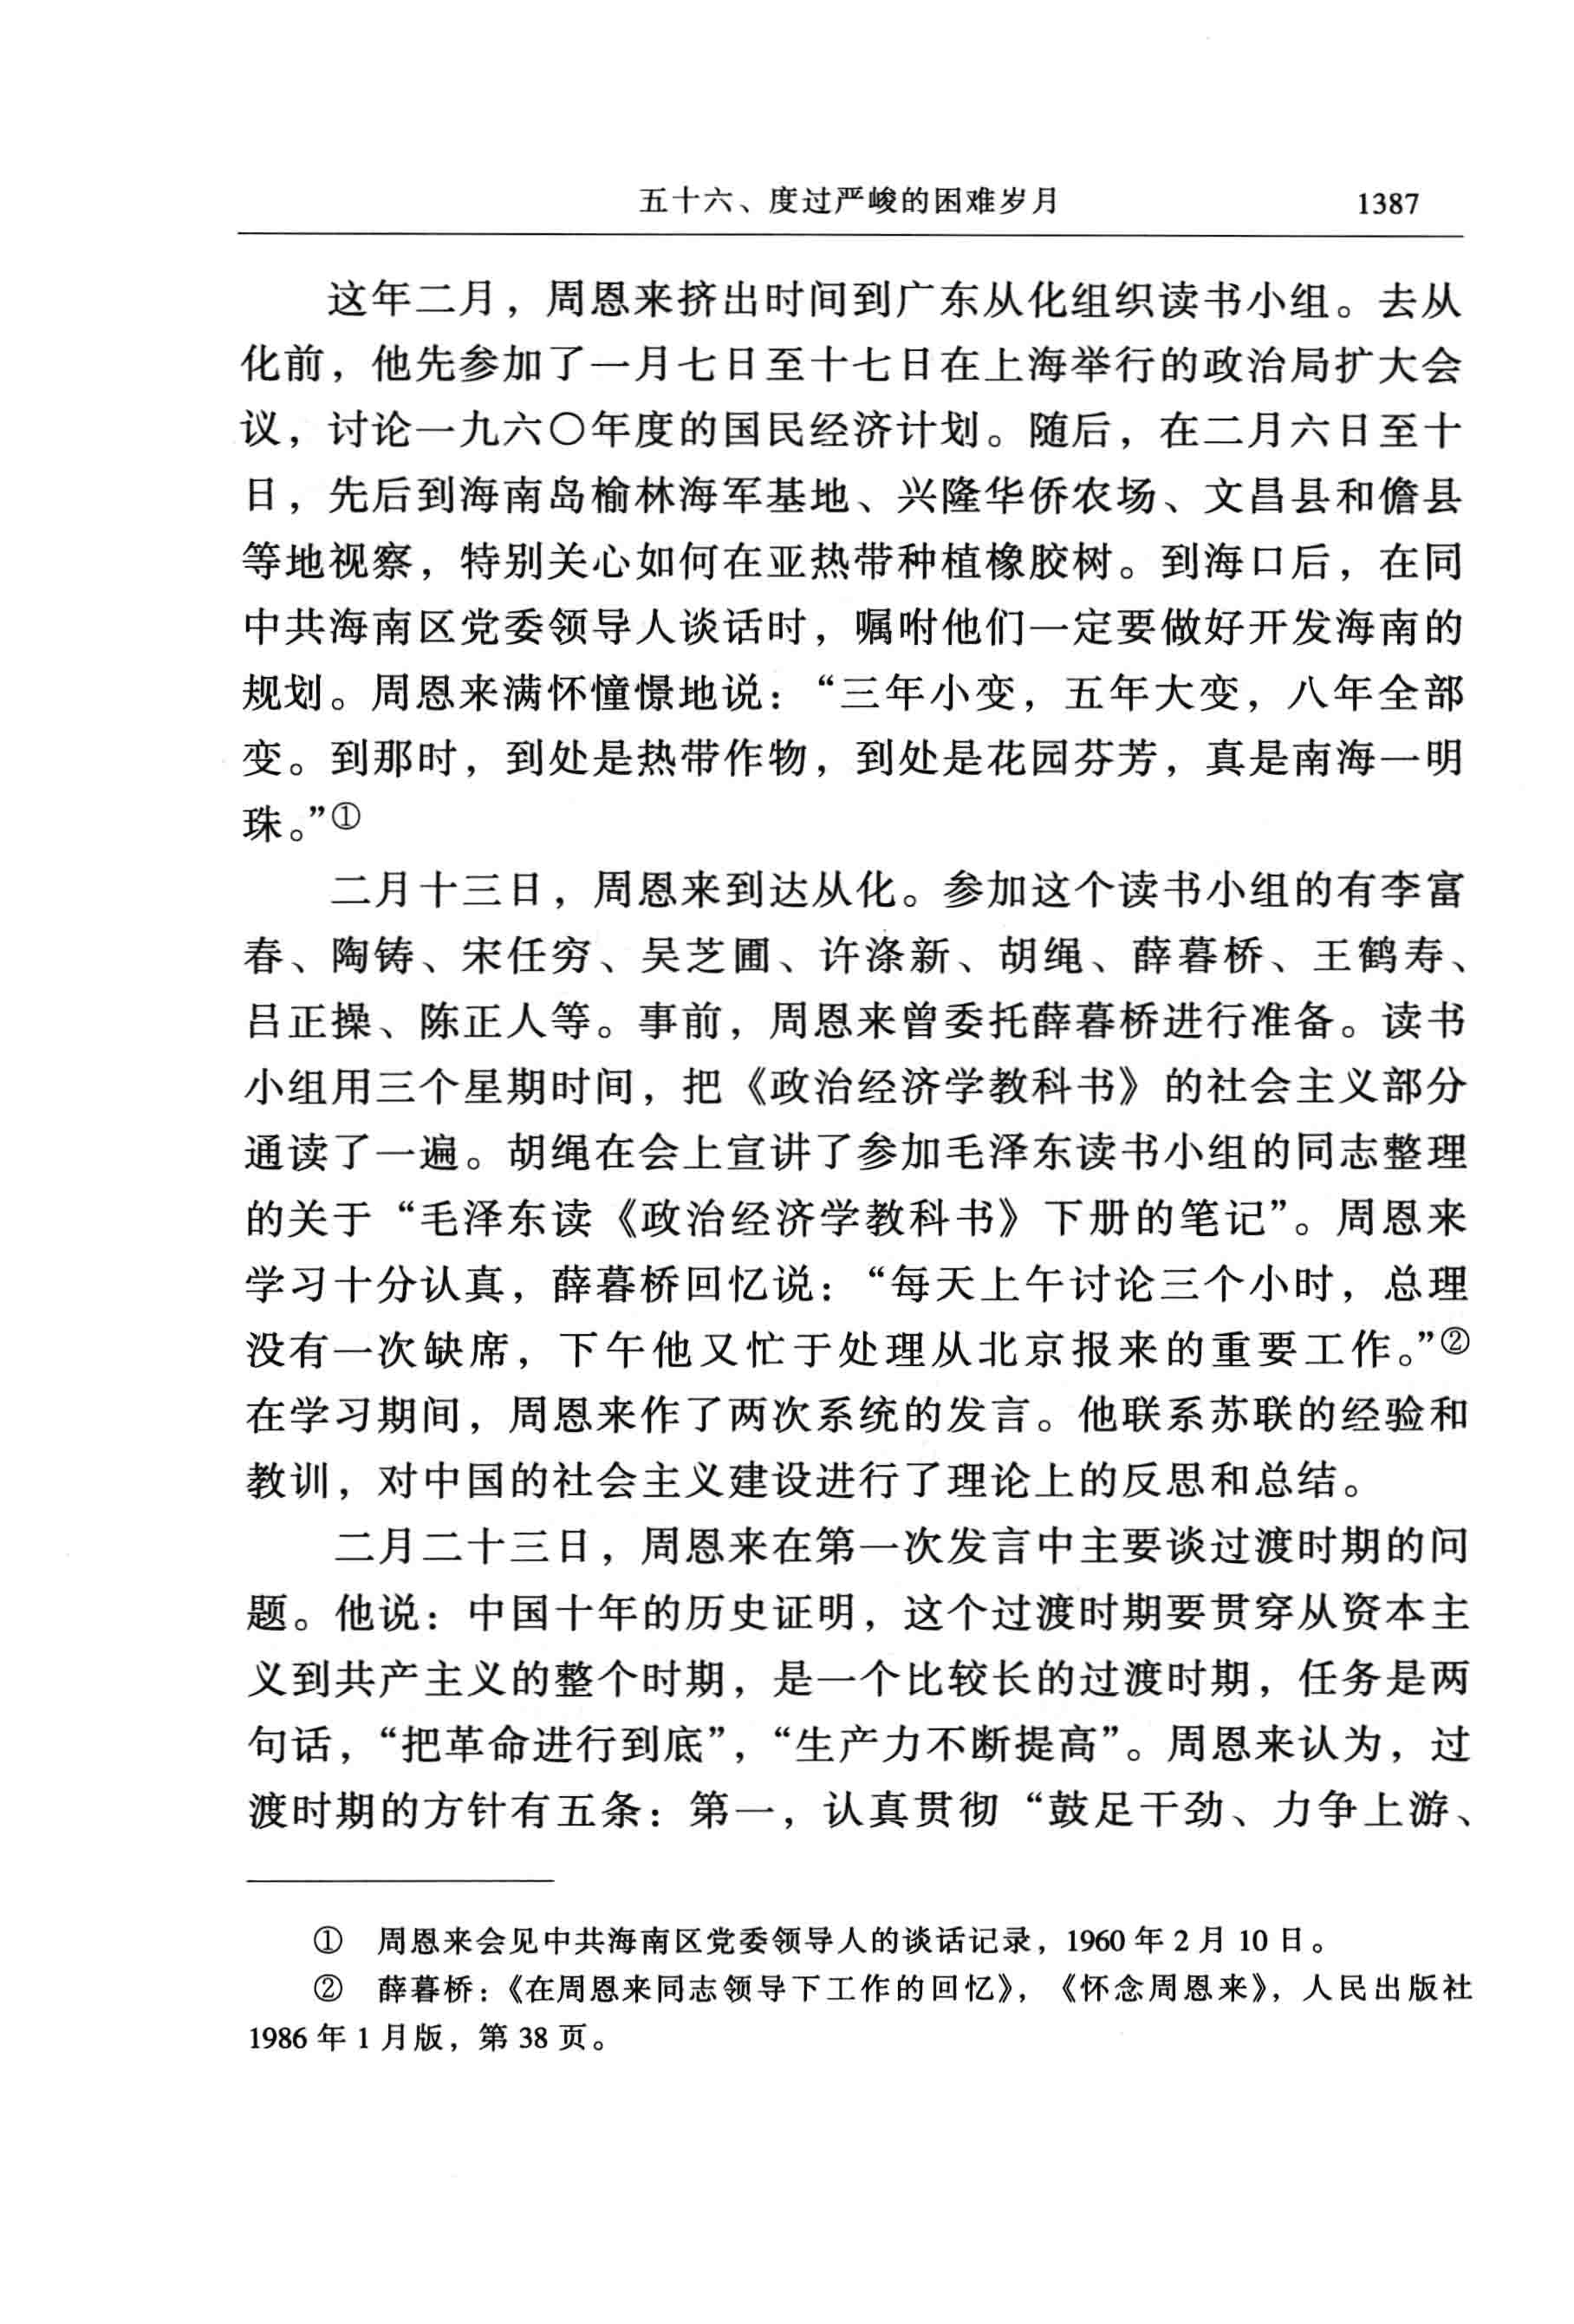 五十六、度过严峻的困难岁月 1387
这年二月，周恩来挤出时间到广东从化组织读书小组。去从
化前，他先参加了一月七日至十七日在上海举行的政治局扩大会
议，讨论一九六〇年度的国民经济计划。随后，在二月六日至十
日，先后到海南岛榆林海军基地、兴隆华侨农场、文昌县和儋县
等地视察，特别关心如何在亚热带种植橡胶树。到海口后，在同
中共海南区党委领导人谈话时，嘱咐他们一定要做好开发海南的
规划。周恩来满怀憧憬地说：“三年小变，五年大变，八年全部
变。到那时，到处是热带作物，到处是花园芬芳，真是南海一明
珠。”①
二月十三日，周恩来到达从化。参加这个读书小组的有李富
春、陶铸、宋任穷、吴芝圃、许涤新、胡绳、薛暮桥、王鹤寿、
吕正操、陈正人等。事前，周恩来曾委托薛暮桥进行准备。读书
小组用三个星期时间，把《政治经济学教科书》的社会主义部分
通读了一遍。胡绳在会上宣讲了参加毛泽东读书小组的同志整理
的关于“毛泽东读《政治经济学教科书》下册的笔记”。周恩来
学习十分认真，薛暮桥回忆说：“每天上午讨论三个小时，总理
没有一次缺席，下午他又忙于处理从北京报来的重要工作。”②
在学习期间，周恩来作了两次系统的发言。他联系苏联的经验和
教训，对中国的社会主义建设进行了理论上的反思和总结。
二月二十三日，周恩来在第一次发言中主要谈过渡时期的问
题。他说：中国十年的历史证明，这个过渡时期要贯穿从资本主
义到共产主义的整个时期，是一个比较长的过渡时期，任务是两
句话，“把革命进行到底”，“生产力不断提高”。周恩来认为，过
渡时期的方针有五条：第一，认真贯彻“鼓足干劲、力争上游、
① 周恩来会见中共海南区党委领导人的谈话记录，1960 年 2 月 10 日。
② 薛暮桥：《在周恩来同志领导下工作的回忆》，《怀念周恩来》，人民出版社
1986 年 1 月版，第 38 页。